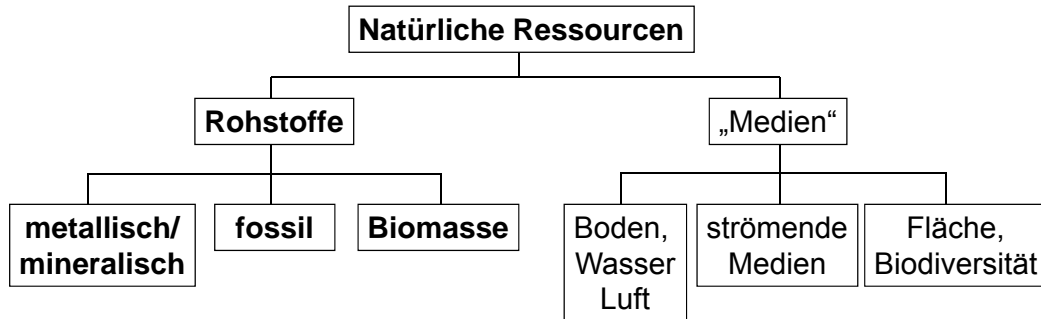 Natürliche Ressourcen
Rohstoffe
„Medien“
metallisch/
mineralisch
fossil
Biomasse
Boden,
Wasser
Luft
strömende
Medien
Fläche,
Biodiversität